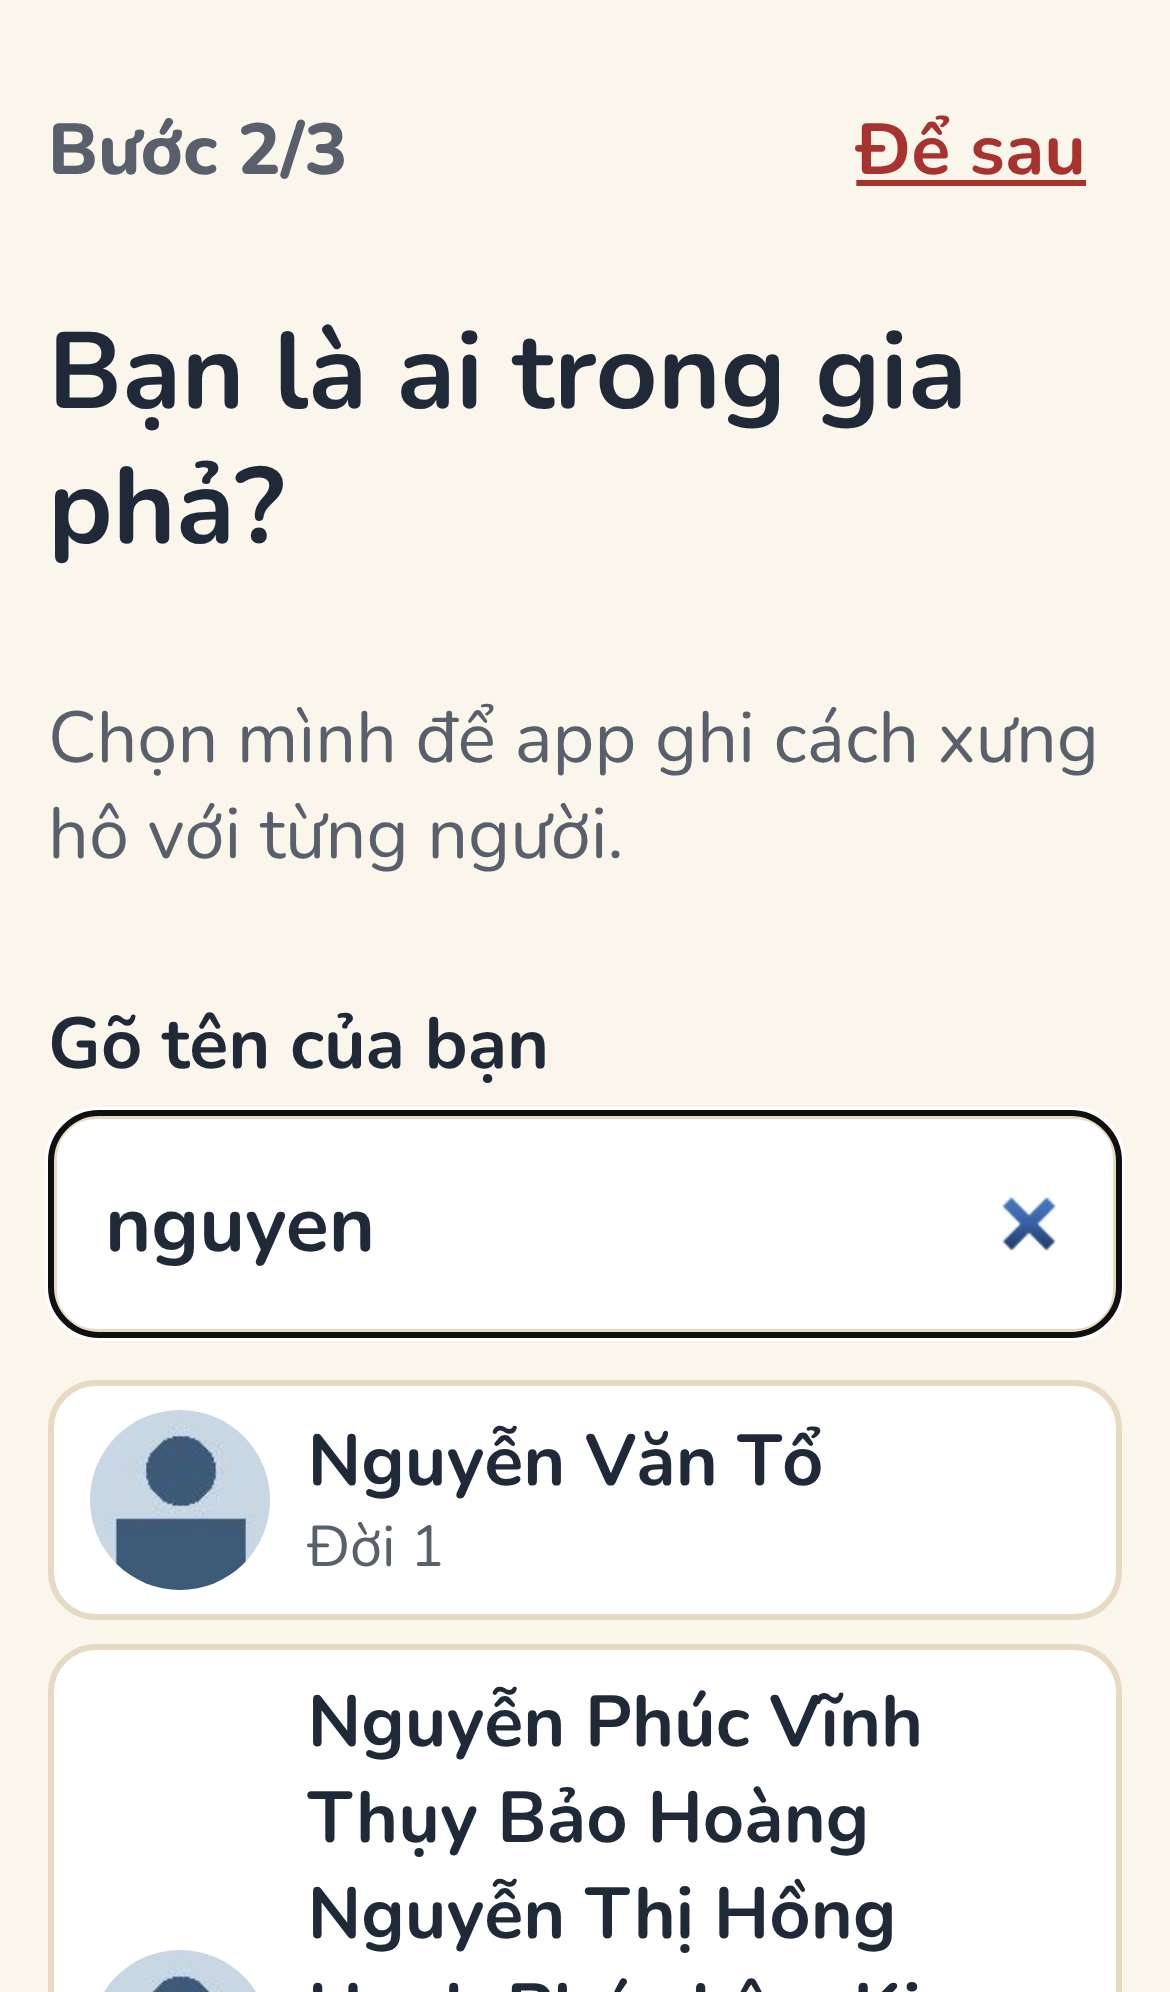 Bước 2/3
Để sau
Bạn là ai trong gia
phả?
Chọn mình để app ghi cách xưng
hô với từng người.
Gõ tên của bạn
nguyen
Nguyễn Văn Tổ
Đời 1
Nguyễn Phúc Vĩnh
Thụy Bảo Hoàng
Nguyễn Thị Hồng